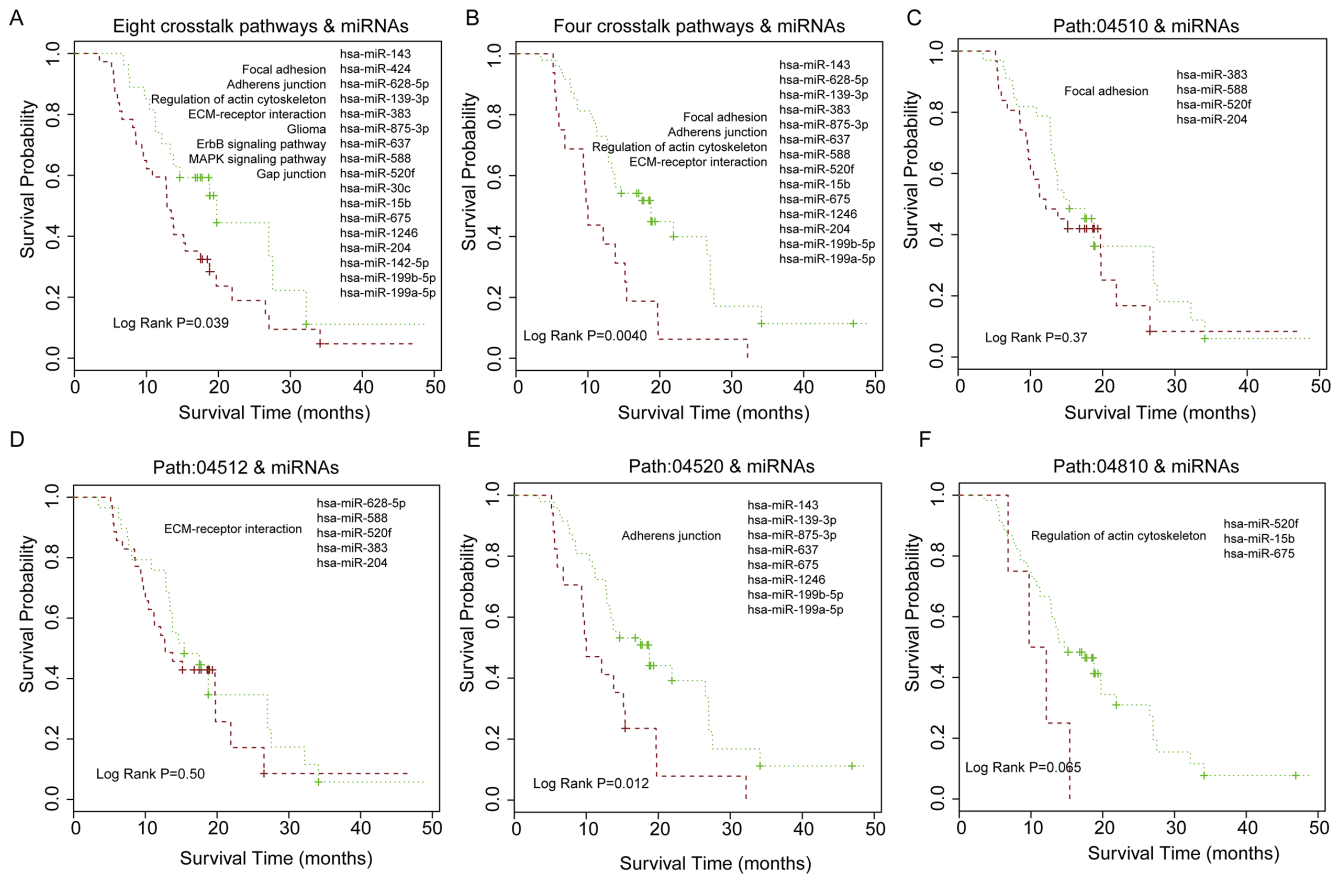 A
Eight crosstalk pathways & miRNAs
Survival Probability
1.0
0.8
0.6
0.4
0.2
0.0
Focal adhesion
Adherens junction
Regulation of actin cytoskeleton
ECM-receptor interaction
Glioma
ErbB signaling pathway
MAPK signaling pathway
Gap junction
hsa-miR-143
hsa-miR-424
hsa-miR-628-5p
hsa-miR-139-3p
hsa-miR-383
hsa-miR-875-3p
hsa-miR-637
hsa-miR-588
hsa-miR-520f
hsa-miR-30c
hsa-miR-15b
hsa-miR-675
hsa-miR-1246
hsa-miR-204
hsa-miR-142-5p
hsa-miR-199b-5p
hsa-miR-199a-5p
Log Rank P=0.039
0 10 20 30 40 50
Survival Time (months)
B
Four crosstalk pathways & miRNAs
Survival Probability
1.0
0.8
0.6
0.4
0.2
0.0
Focal adhesion
Adherens junction
Regulation of actin cytoskeleton
ECM-receptor interaction
hsa-miR-143
hsa-miR-628-5p
hsa-miR-139-3p
hsa-miR-383
hsa-miR-875-3p
hsa-miR-637
hsa-miR-588
hsa-miR-520f
hsa-miR-15b
hsa-miR-675
hsa-miR-1246
hsa-miR-204
hsa-miR-199b-5p
hsa-miR-199a-5p
Log Rank P=0.0040
0 10 20 30 40 50
Survival Time (months)
C
Path:04510 & miRNAs
Survival Probability
1.0
0.8
0.6
0.4
0.2
0.0
Focal adhesion
hsa-miR-383
hsa-miR-588
hsa-miR-520f
hsa-miR-204
Log Rank P=0.37
0 10 20 30 40 50
Survival Time (months)
D
Path:04512 & miRNAs
Survival Probability
1.0
0.8
0.6
0.4
0.2
0.0
ECM-receptor interaction
hsa-miR-628-5p
hsa-miR-588
hsa-miR-520f
hsa-miR-383
hsa-miR-204
Log Rank P=0.50
0 10 20 30 40 50
Survival Time (months)
E
Path:04520 & miRNAs
Survival Probability
1.0
0.8
0.6
0.4
0.2
0.0
Adherens junction
hsa-miR-143
hsa-miR-139-3p
hsa-miR-875-3p
hsa-miR-637
hsa-miR-675
hsa-miR-1246
hsa-miR-199b-5p
hsa-miR-199a-5p
Log Rank P=0.012
0 10 20 30 40 50
Survival Time (months)
F
Path:04810 & miRNAs
Survival Probability
1.0
0.8
0.6
0.4
0.2
0.0
Regulation of actin cytoskeleton
hsa-miR-520f
hsa-miR-15b
hsa-miR-675
Log Rank P=0.065
0 10 20 30 40 50
Survival Time (months)